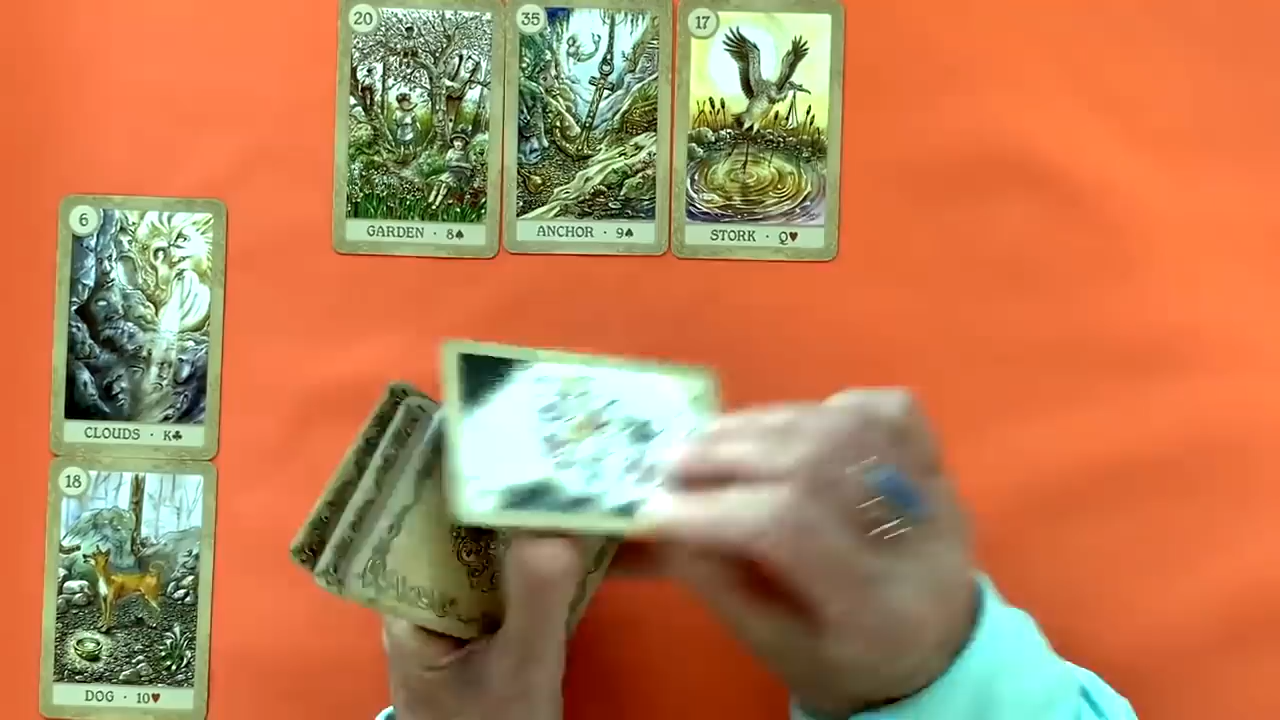 20
GARDEN · 8♠
35
ANCHOR · 9♠
17
STORK · Q♥
6
CLOUDS · K♣
18
DOG · 10♥